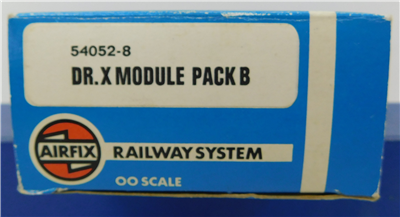 54052-8
DR.X MODULE PACK B
AIRFIX
RAILWAY SYSTEM
OO SCALE